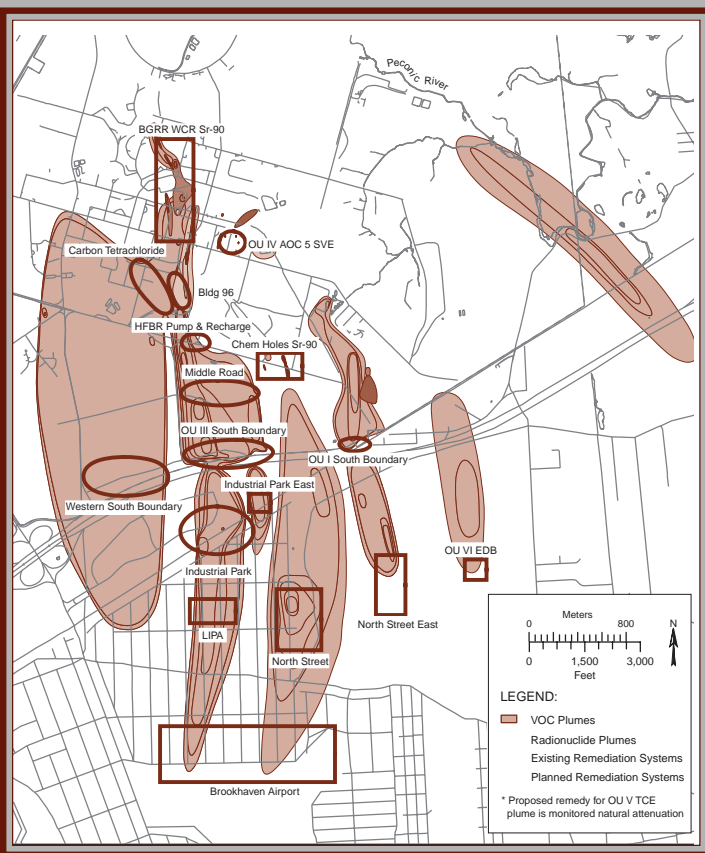 Peconic River
BGRR WCR Sr-90
OU IV AOC 5 SVE
Carbon Tetrachloride
Bldg 96
HFBR Pump & Recharge
Chem Holes Sr-90
Middle Road
OU III South Boundary
OU I South Boundary
Industrial Park East
Western South Boundary
OU VI EDB
Industrial Park
North Street East
LIPA
North Street
Brookhaven Airport
Meters
N
0 800
0 1,500 3,000
Feet
LEGEND:
VOC Plumes
Radionuclide Plumes
Existing Remediation Systems
Planned Remediation Systems
* Proposed remedy for OU V TCE
plume is monitored natural attenuation